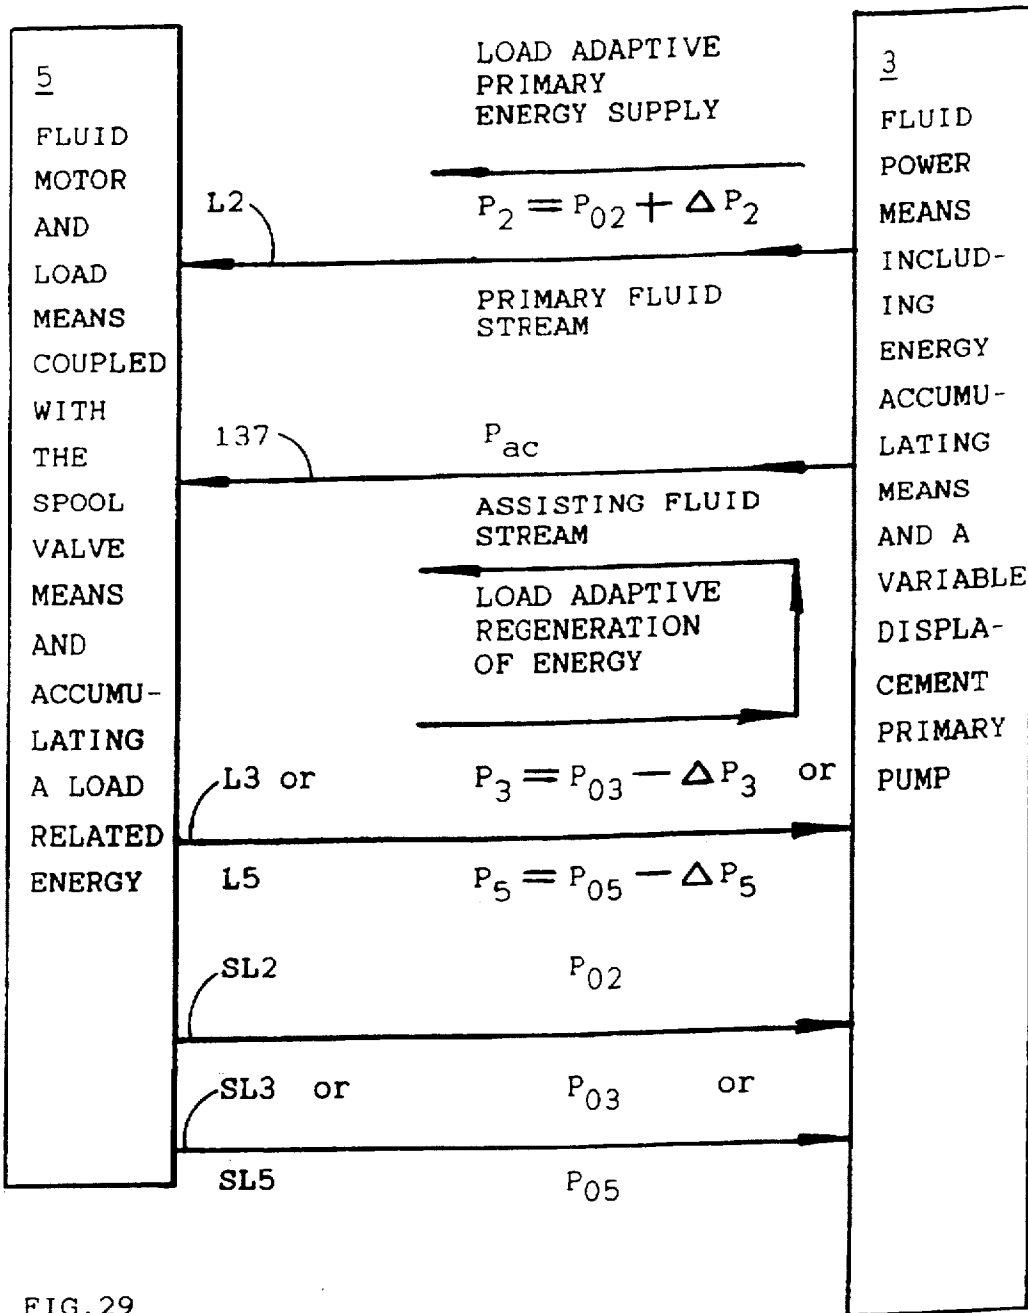 5
FLUID
MOTOR
AND
LOAD
MEANS
COUPLED
WITH
THE
SPOOL
VALVE
MEANS
AND
ACCUMU-
LATING
A LOAD
RELATED
ENERGY
LOAD ADAPTIVE
PRIMARY
ENERGY SUPPLY
L2
P2 = P02 + ΔP2
PRIMARY FLUID
STREAM
137
Pac
ASSISTING FLUID
STREAM
LOAD ADAPTIVE
REGENERATION
OF ENERGY
L3 or
P3 = P03 − ΔP3 or
L5
P5 = P05 − ΔP5
SL2
P02
SL3 or
P03 or
SL5
P05
3
FLUID
POWER
MEANS
INCLUD-
ING
ENERGY
ACCUMU-
LATING
MEANS
AND A
VARIABLE
DISPLA-
CEMENT
PRIMARY
PUMP
FIG.29